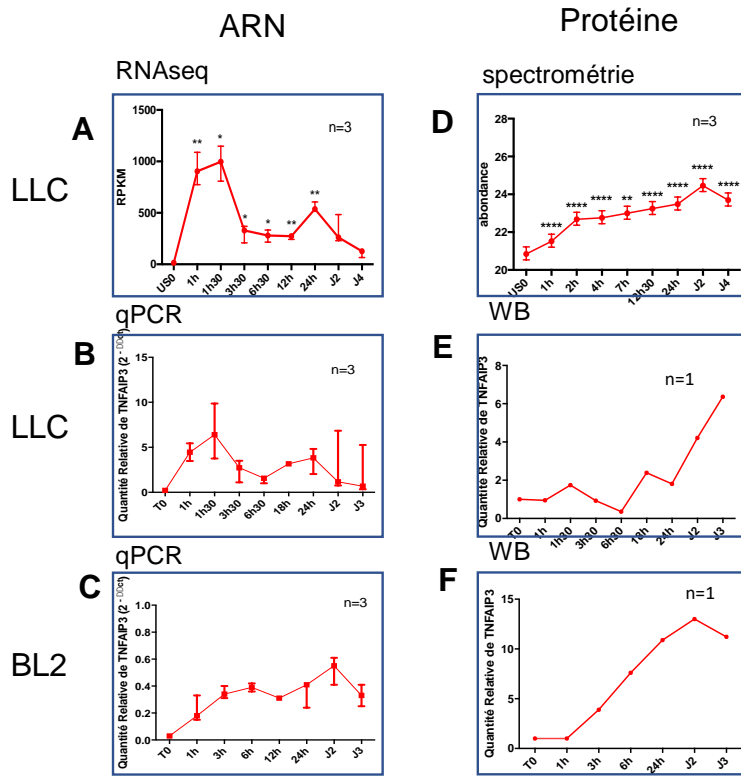 ARN
Protéine
RNAseq
spectrométrie
LLC
A
RPKM
1500
1000
500
0
n=3
**
*
*
*
**
**
US0 1h 1h30 3h30 6h30 12h 24h J2 J4
D
abondance
28
26
24
22
20
n=3
****
****
****
**
****
****
****
****
US0 1h 2h 4h 7h 12h30 24h J2 J4
qPCR
WB
LLC
B
Quantité Relative de TNFAIP3 (2 -
ct)
15
10
5
0
n=3
T0 1h 1h30 3h30 6h30 18h 24h J2 J3
E
Quantité Relative de TNFAIP3
8
6
4
2
0
n=1
T0 1h 1h30 3h30 6h30 18h 24h J2 J3
qPCR
WB
BL2
C
Quantité Relative de TNFAIP3 (2 -
ct)
1.0
0.8
0.6
0.4
0.2
0.0
n=3
T0 1h 3h 6h 12h 24h J2 J3
F
Quantité Relative de TNFAIP3
15
10
5
0
n=1
T0 1h 3h 6h 24h J2 J3